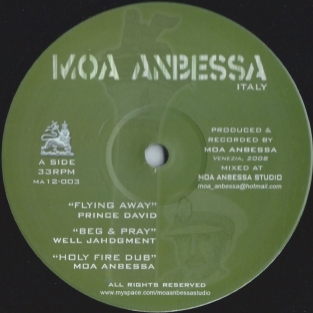 MOA ANBESSA
ITALY
A SIDE
33RPM
MA12-003
PRODUCED &
RECORDED BY
MOA ANBESSA
VENEZIA, 2008
MIXED AT
MOA ANBESSA STUDIO
moa_anbessa@hotmail.com
"FLYING AWAY"
PRINCE DAVID
"BEG & PRAY"
WELL JAHDGMENT
"HOLY FIRE DUB"
MOA ANBESSA
ALL RIGHTS RESERVED
www.myspace.com/moaanbessastudio